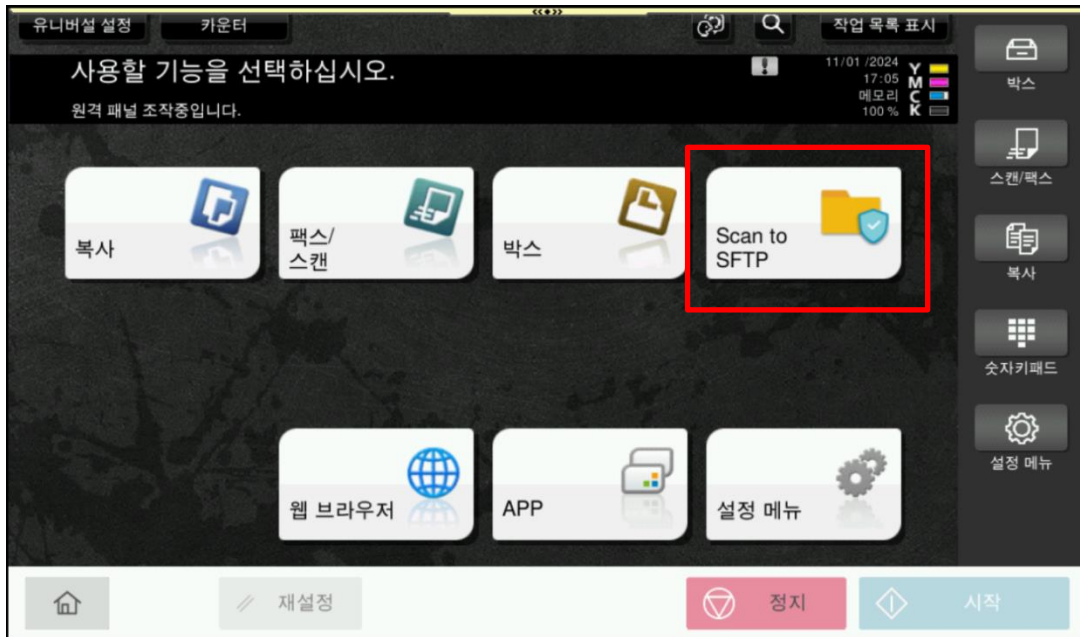 유니버설 설정
카운터
작업 목록 표시
사용할 기능을 선택하십시오.
원격 패널 조작중입니다.
11/01 /2024
17:05
메모리
100 %
Y
M
C
K
박스
스캔/팩스
복사
숫자키패드
설정 메뉴
복사
팩스/
스캔
박스
Scan to
SFTP
웹 브라우저
APP
설정 메뉴
재설정
정지
시작